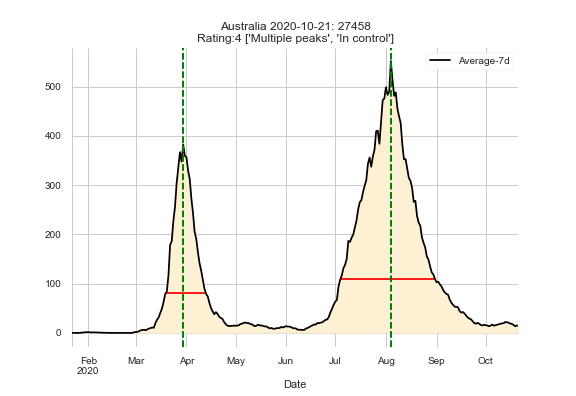 Australia 2020-10-21: 27458
Rating:4 ['Multiple peaks', 'In control']
Average-7d
500
400
300
200
100
0
Feb Mar Apr May Jun Jul Aug Sep Oct
2020
Date